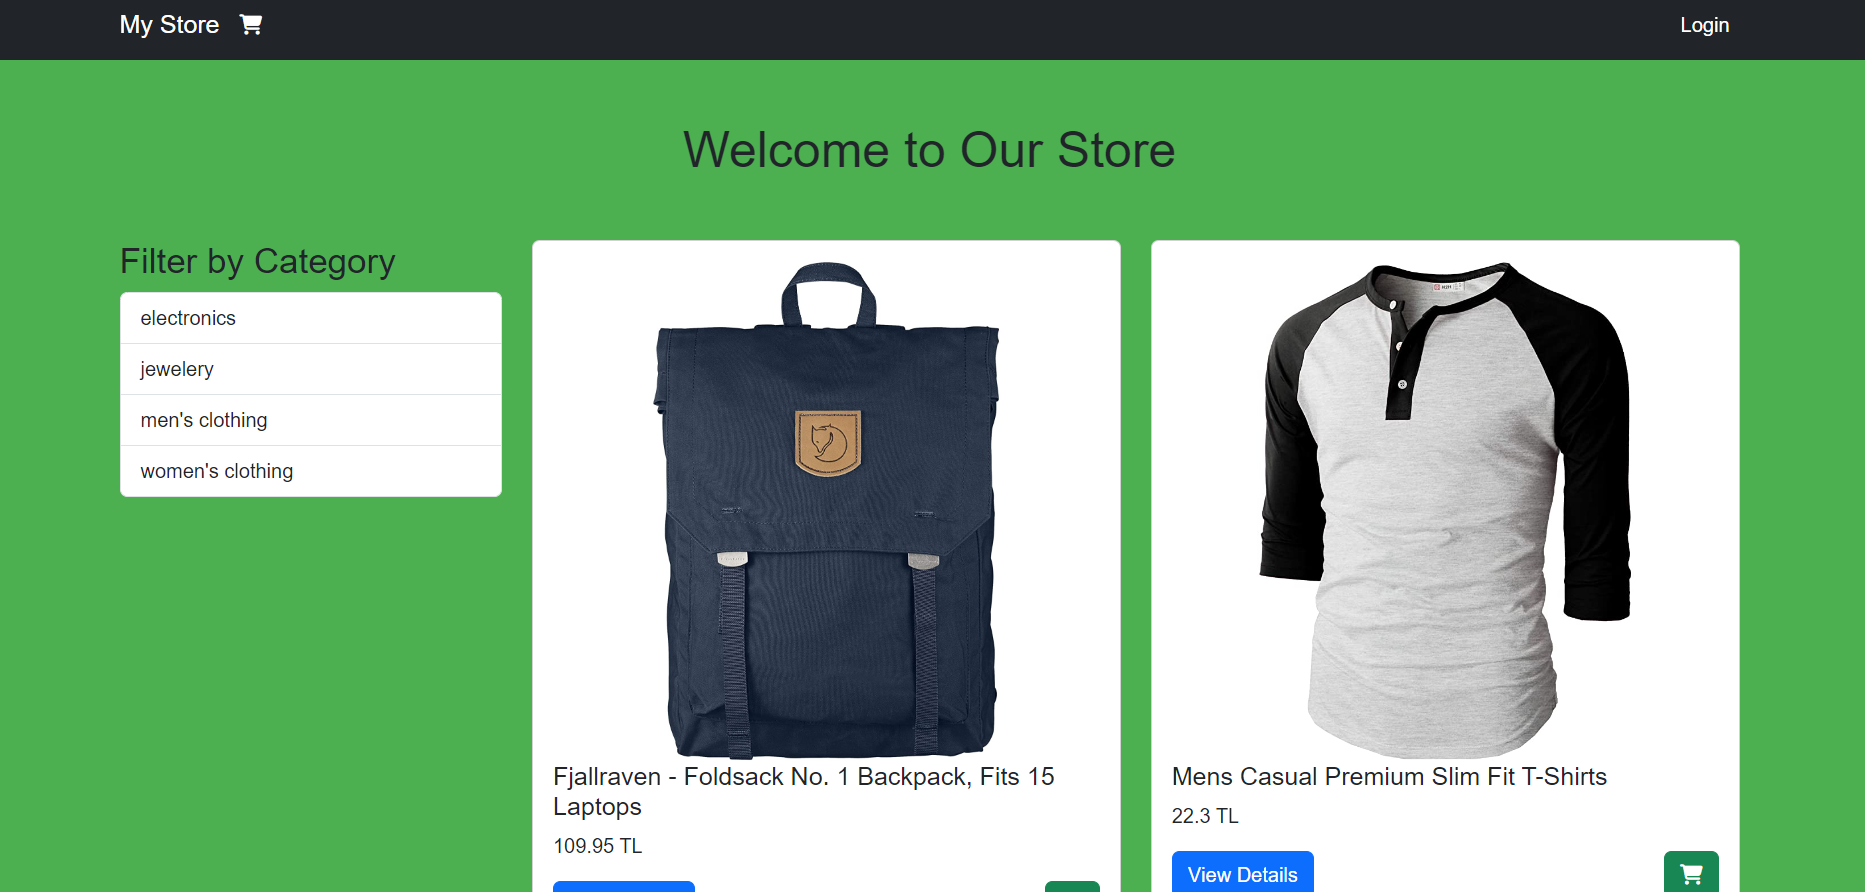 My Store
Login
Welcome to Our Store
Filter by Category
electronics
jewelery
men's clothing
women's clothing
Fjallraven - Foldsack No. 1 Backpack, Fits 15
Laptops
109.95 TL
Mens Casual Premium Slim Fit T-Shirts
22.3 TL
View Details